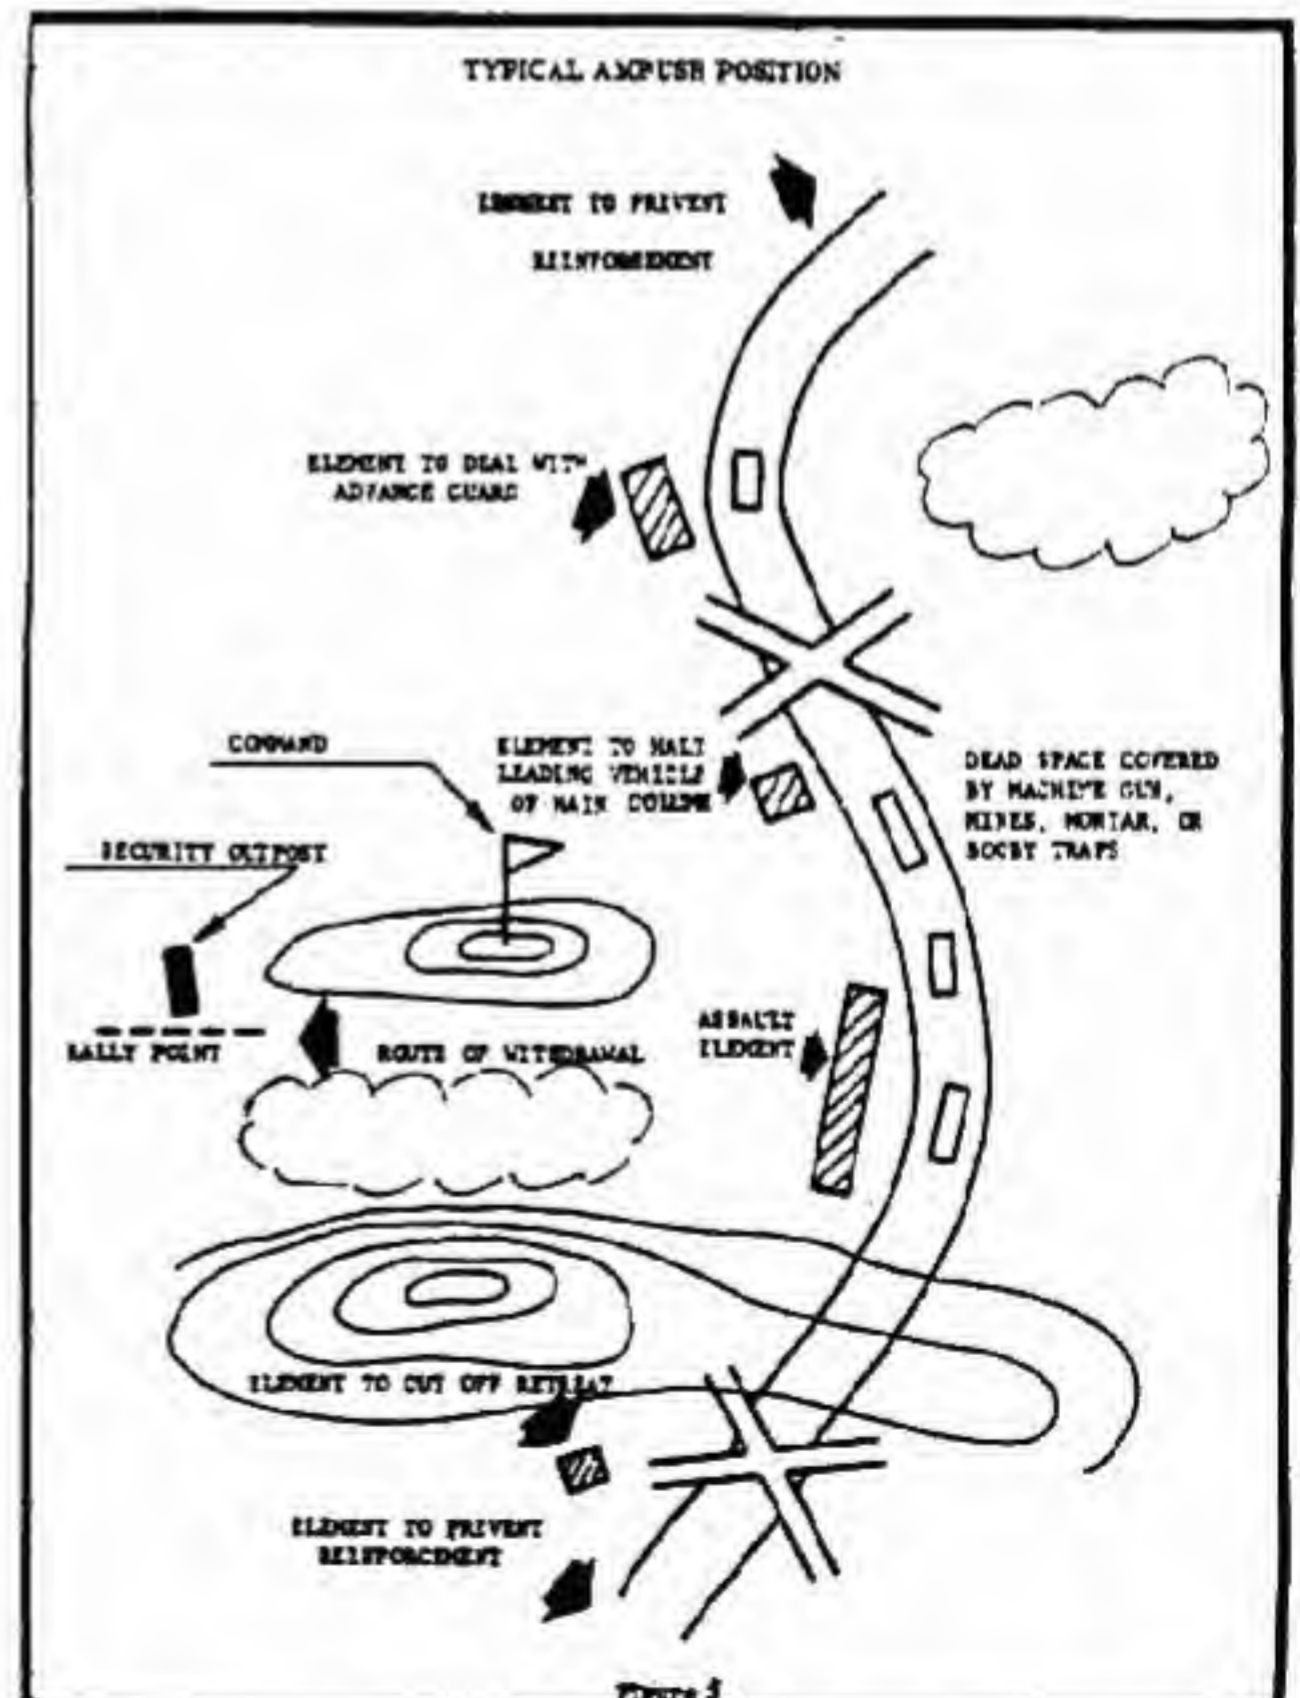 TYPICAL AMBUSH POSITION
ELEMENT TO PREVENT
REINFORCEMENT
ELEMENT TO DEAL WITH
ADVANCE GUARD
COMMAND
ELEMENT TO HALT
LEADING VEHICLE
OF MAIN COLUMN
DEAD SPACE COVERED
BY MACHINE GUN,
MINES, MORTAR, OR
BOOBY TRAPS
SECURITY OUTPOST
RALLY POINT
ROUTE OF WITHDRAWAL
ASSAULT
ELEMENT
ELEMENT TO CUT OFF RETREAT
ELEMENT TO PREVENT
REINFORCEMENT
Figure